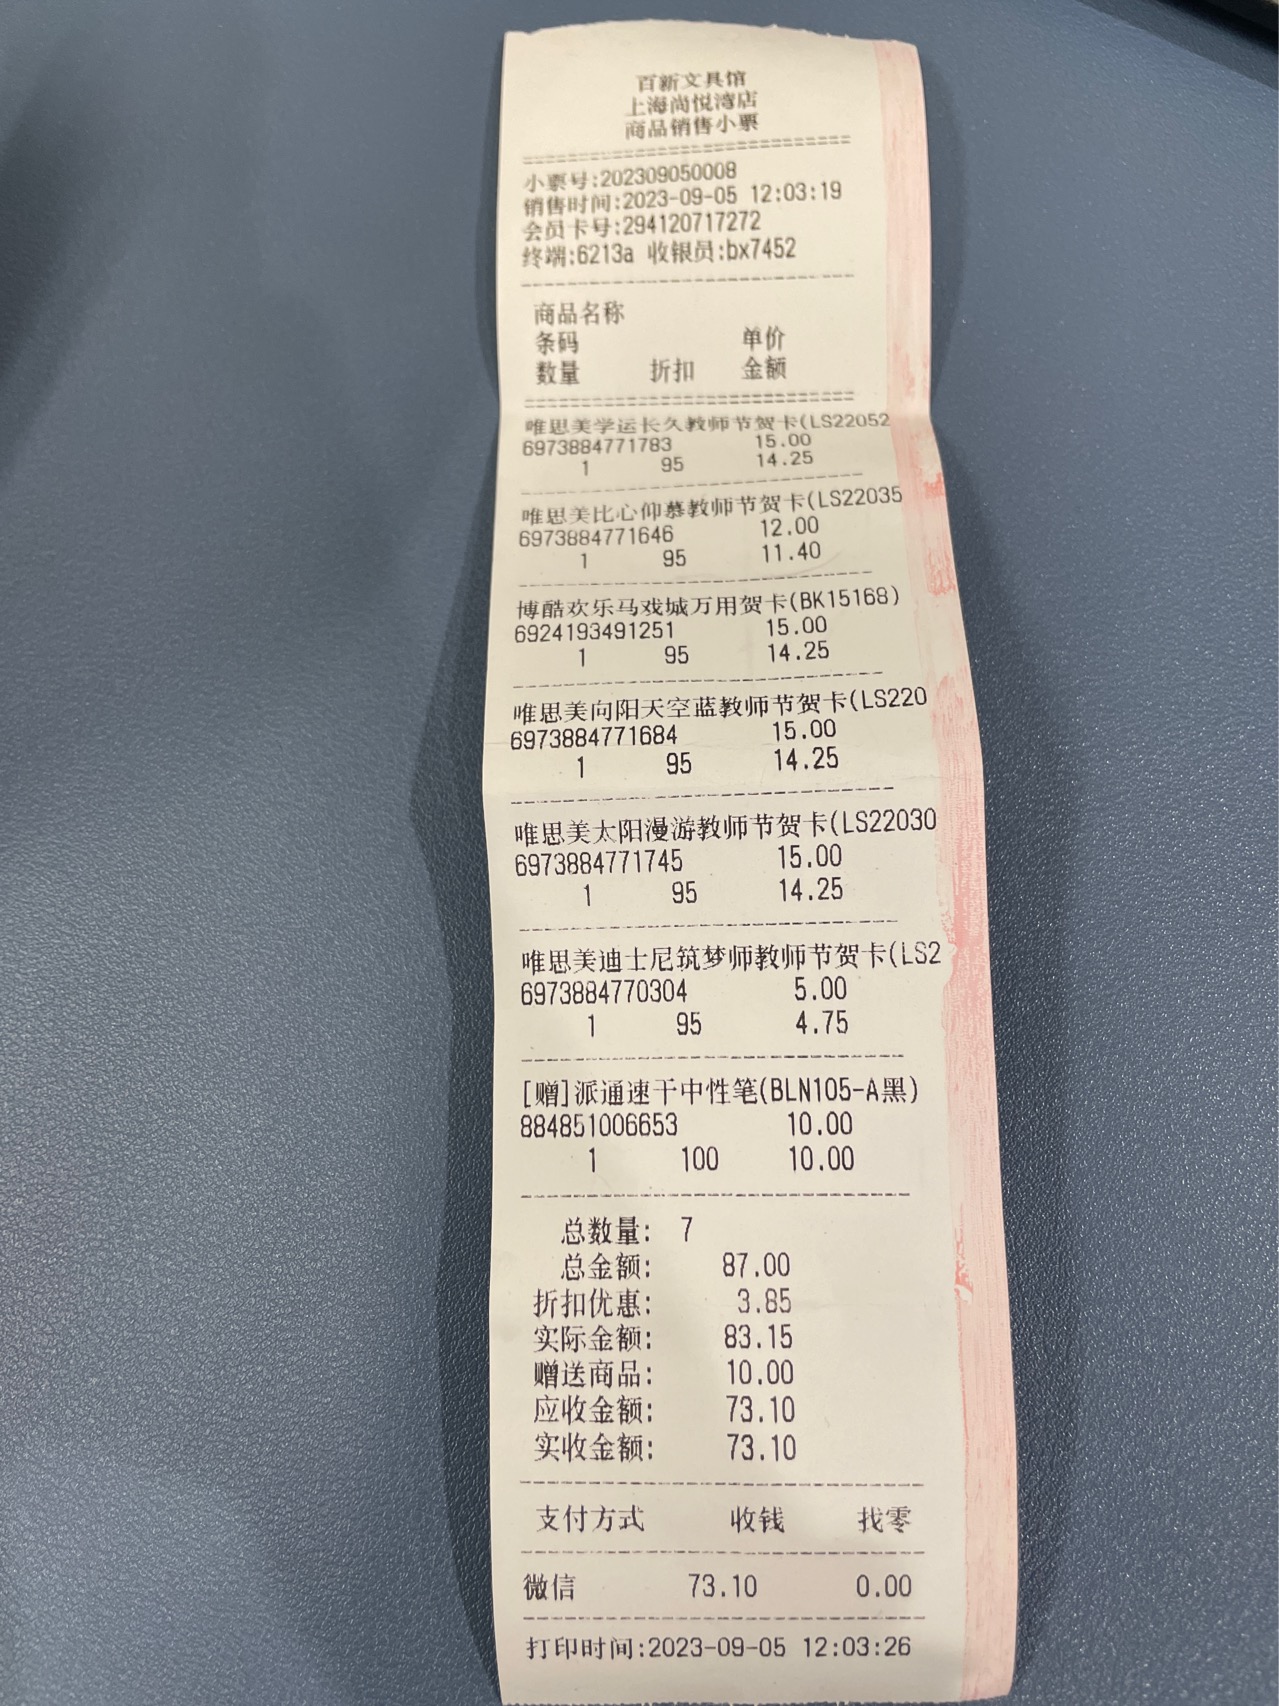 百新文具馆
上海尚悦湾店
商品销售小票
小票号:202309050008
销售时间:2023-09-05 12:03:19
会员卡号:294120717272
终端:6213a 收银员:bx7452
商品名称
条码 单价
数量 折扣 金额
唯思美学运长久教师节贺卡(LS22052
6973884771783 15.00
1 95 14.25
唯思美比心仰慕教师节贺卡(LS22035
6973884771646 12.00
1 95 11.40
博酷欢乐马戏城万用贺卡(BK15168)
6924193491251 15.00
1 95 14.25
唯思美向阳天空蓝教师节贺卡(LS220
6973884771684 15.00
1 95 14.25
唯思美太阳漫游教师节贺卡(LS22030
6973884771745 15.00
1 95 14.25
唯思美迪士尼筑梦师教师节贺卡(LS2
6973884770304 5.00
1 95 4.75
[赠]派通速干中性笔(BLN105-A黑)
884851006653 10.00
1 100 10.00
总数量: 7
总金额: 87.00
折扣优惠: 3.85
实际金额: 83.15
赠送商品: 10.00
应收金额: 73.10
实收金额: 73.10
支付方式 收钱 找零
微信 73.10 0.00
打印时间:2023-09-05 12:03:26